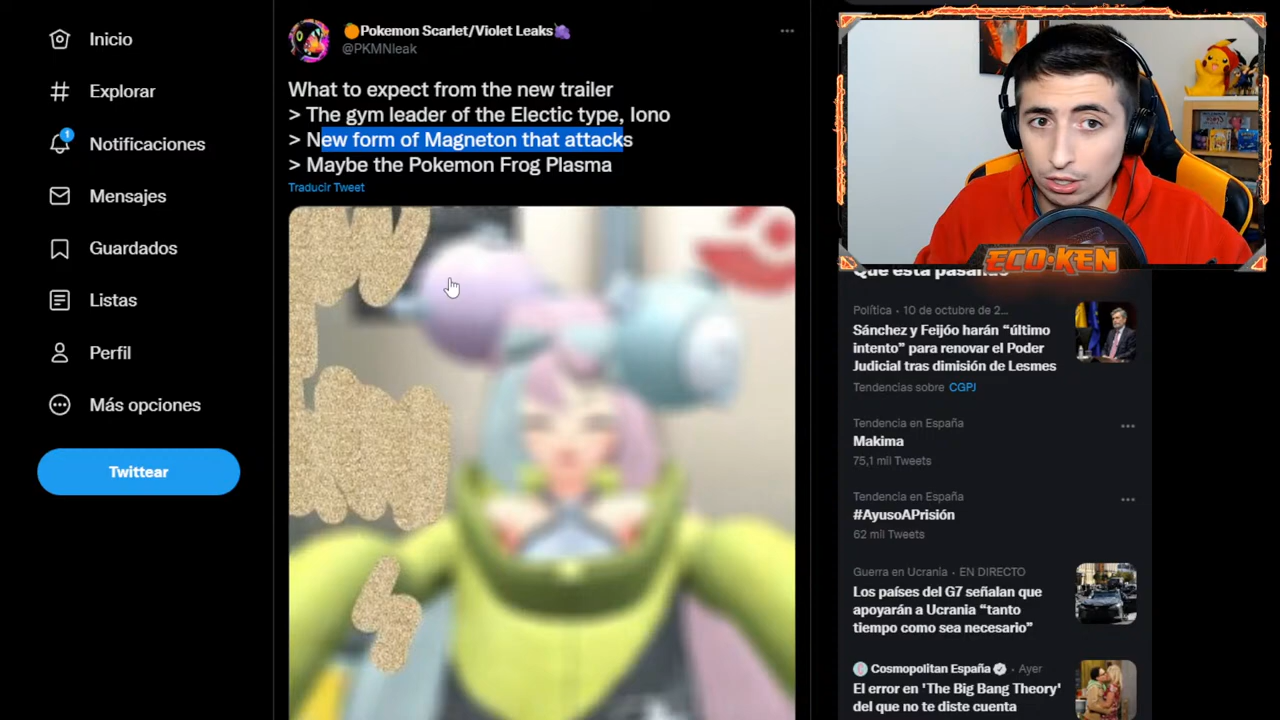 Inicio
Explorar
1
Notificaciones
Mensajes
Guardados
Listas
Perfil
Más opciones
Twittear
Pokemon Scarlet/Violet Leaks
@PKMNleak
What to expect from the new trailer
> The gym leader of the Electic type, Iono
> New form of Magneton that attacks
> Maybe the Pokemon Frog Plasma
Traducir Tweet
ECO-KEN
Qué está pasando
Política · 10 de octubre de 2...
Sánchez y Feijóo harán “último
intento” para renovar el Poder
Judicial tras dimisión de Lesmes
Tendencias sobre CGPJ
Tendencia en España
Makima
75,1 mil Tweets
Tendencia en España
#AyusoAPrisión
62 mil Tweets
Guerra en Ucrania · EN DIRECTO
Los países del G7 señalan que
apoyarán a Ucrania “tanto
tiempo como sea necesario”
Cosmopolitan España · Ayer
El error en 'The Big Bang Theory'
del que no te diste cuenta